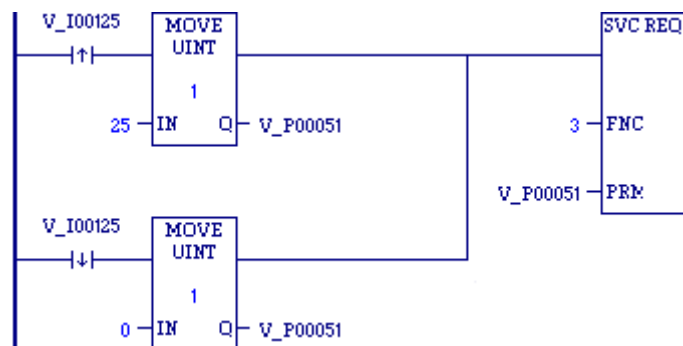 V_I00125
MOVE
UINT
1
25 IN Q V_P00051
SVC REQ
3 FNC
V_P00051 PRM
V_I00125
MOVE
UINT
1
0 IN Q V_P00051